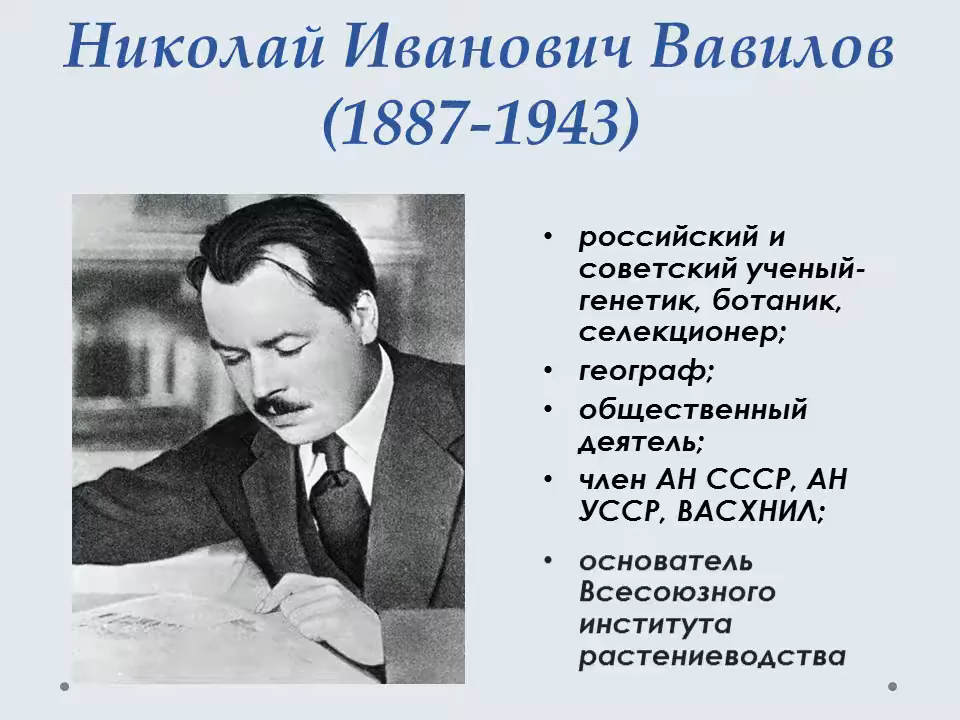 Николай Иванович Вавилов
(1887-1943)
• российский и
советский ученый-
генетик, ботаник,
селекционер;
• географ;
• общественный
деятель;
• член АН СССР, АН
УССР, ВАСХНИЛ;
• основатель
Всесоюзного
института
растениеводства